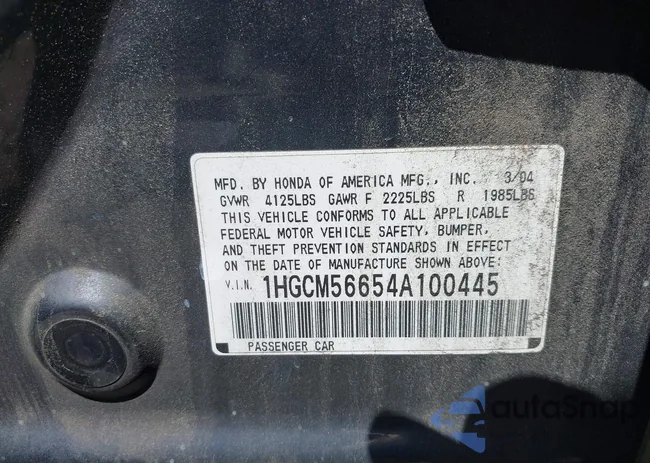 MFD. BY HONDA OF AMERICA MFG., INC. 3/04
GVWR 4125LBS GAWR F 2225LBS R 1985LBS
THIS VEHICLE CONFORMS TO ALL APPLICABLE
FEDERAL MOTOR VEHICLE SAFETY, BUMPER,
AND THEFT PREVENTION STANDARDS IN EFFECT
ON THE DATE OF MANUFACTURE SHOWN ABOVE:
V.I.N. 1HGCM56654A100445
PASSENGER CAR
autoSnap